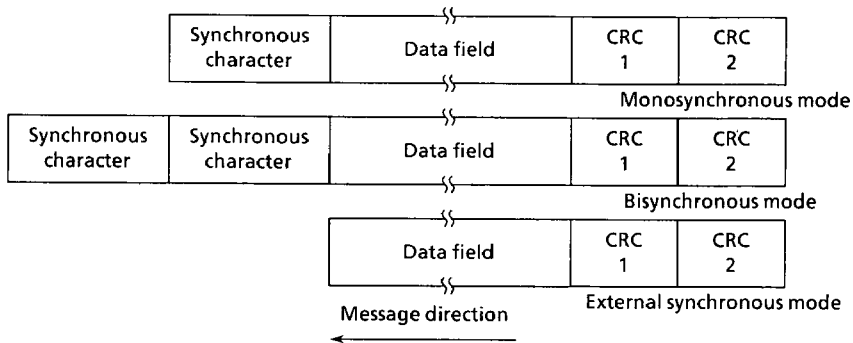 Synchronous
character
Data field
CRC
1
CRC
2
Monosynchronous mode
Synchronous
character
Synchronous
character
Data field
CRC
1
CRC
2
Bisynchronous mode
Data field
CRC
1
CRC
2
External synchronous mode
Message direction